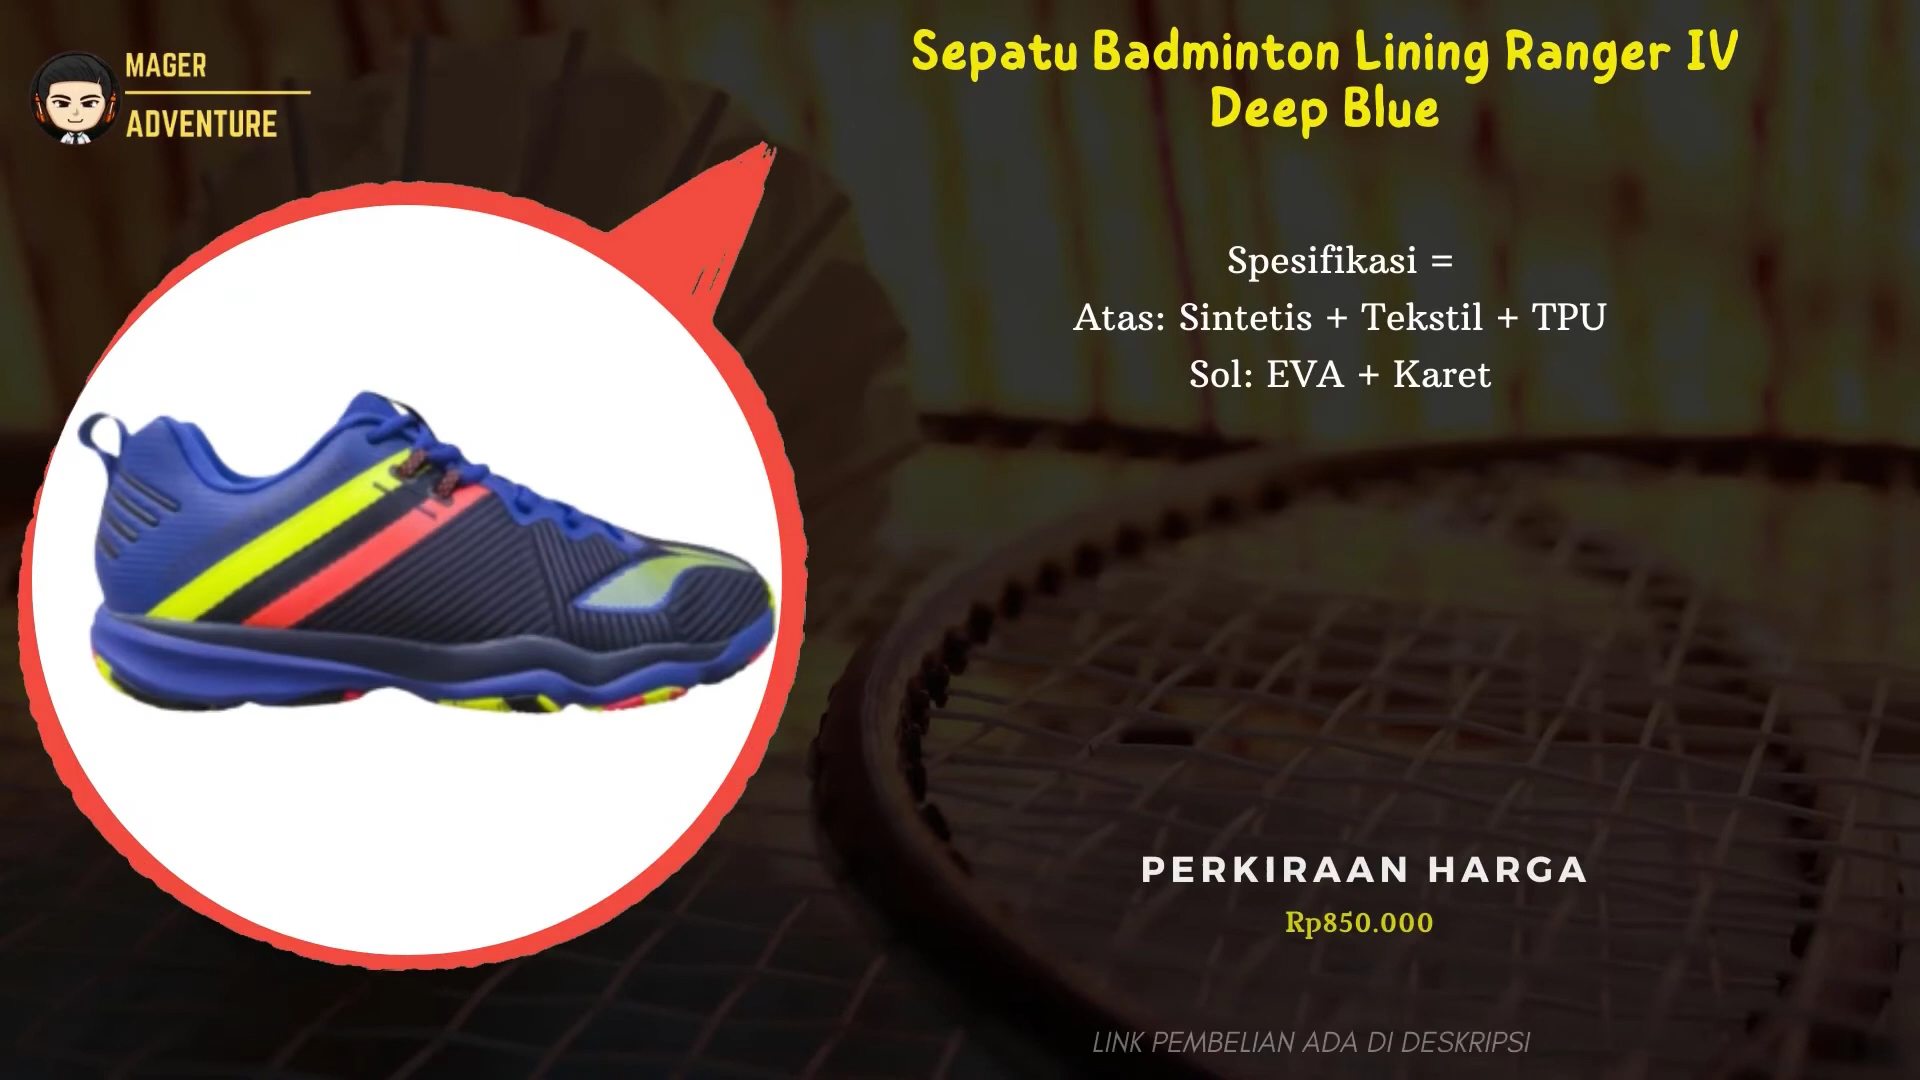 MAGER
ADVENTURE
Sepatu Badminton Lining Ranger IV
Deep Blue
Spesifikasi =
Atas: Sintetis + Tekstil + TPU
Sol: EVA + Karet
PERKIRAAN HARGA
Rp850.000
LINK PEMBELIAN ADA DI DESKRIPSI